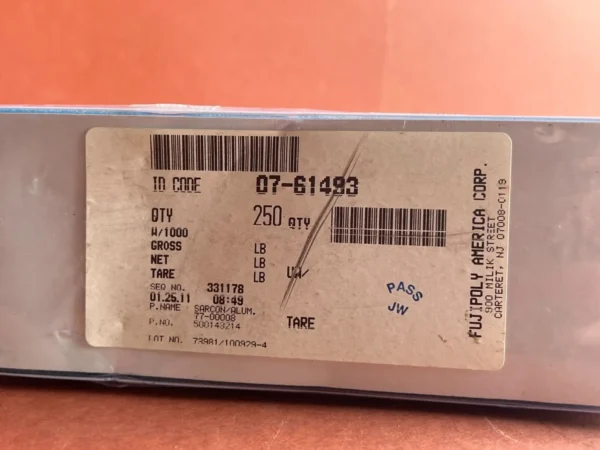 ID CODE 07-61493
QTY 250 QTY
W/1000
GROSS LB
NET LB
TARE LB UW/
SEQ NO. 331178
01.25.11 08:49
P.NAME SARCON/ALUM.
77-00008
P.NO. 500143214
TARE
LOT NO. 73981/100929-4
PASS
JW
FUJIPOLY AMERICA CORP.
900 MILIK STREET
CARTERET, NJ 07008-0119